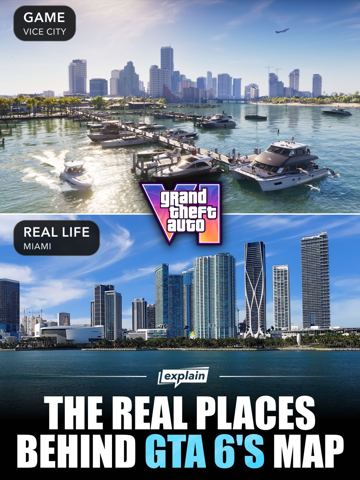 GAME
VICE CITY
grand
theft
auto
VI
REAL LIFE
MIAMI
explain
THE REAL PLACES
BEHIND GTA 6'S MAP